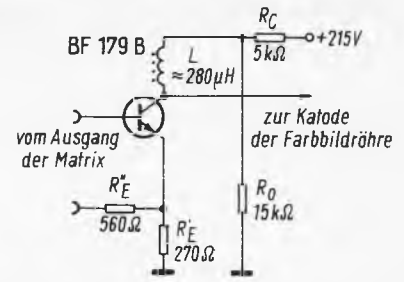 R_C
BF 179 B
L
≈280µH
5kΩ
+215V
vom Ausgang
der Matrix
zur Katode
der Farbbildröhre
R"_E
560Ω
R'_E
270Ω
R_0
15kΩ